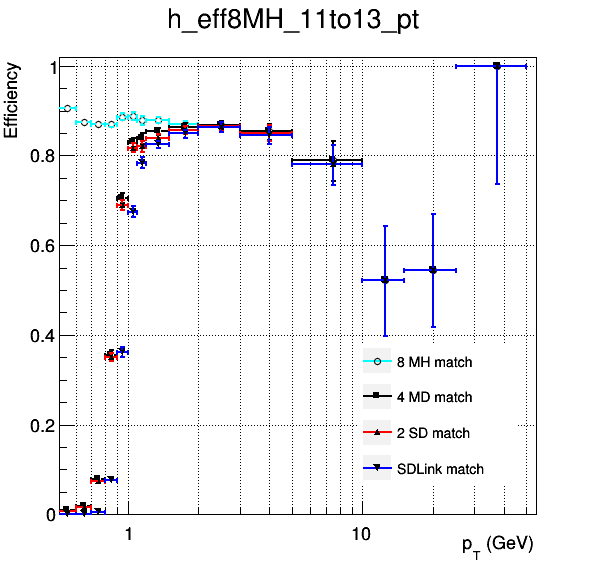 h_eff8MH_11to13_pt
Efficiency
1
0.8
0.6
0.4
0.2
0
8 MH match
4 MD match
2 SD match
SDLink match
1
10
p_T (GeV)